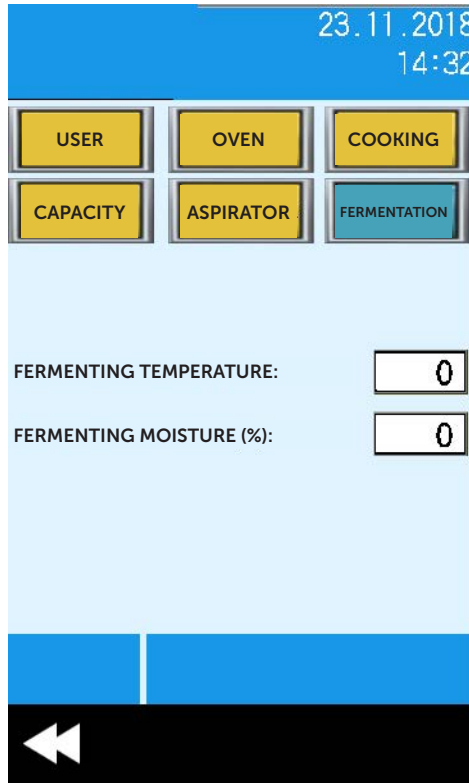 23.11.2018
14:32
USER OVEN COOKING
CAPACITY ASPIRATOR FERMENTATION
FERMENTING TEMPERATURE: 0
FERMENTING MOISTURE (%): 0